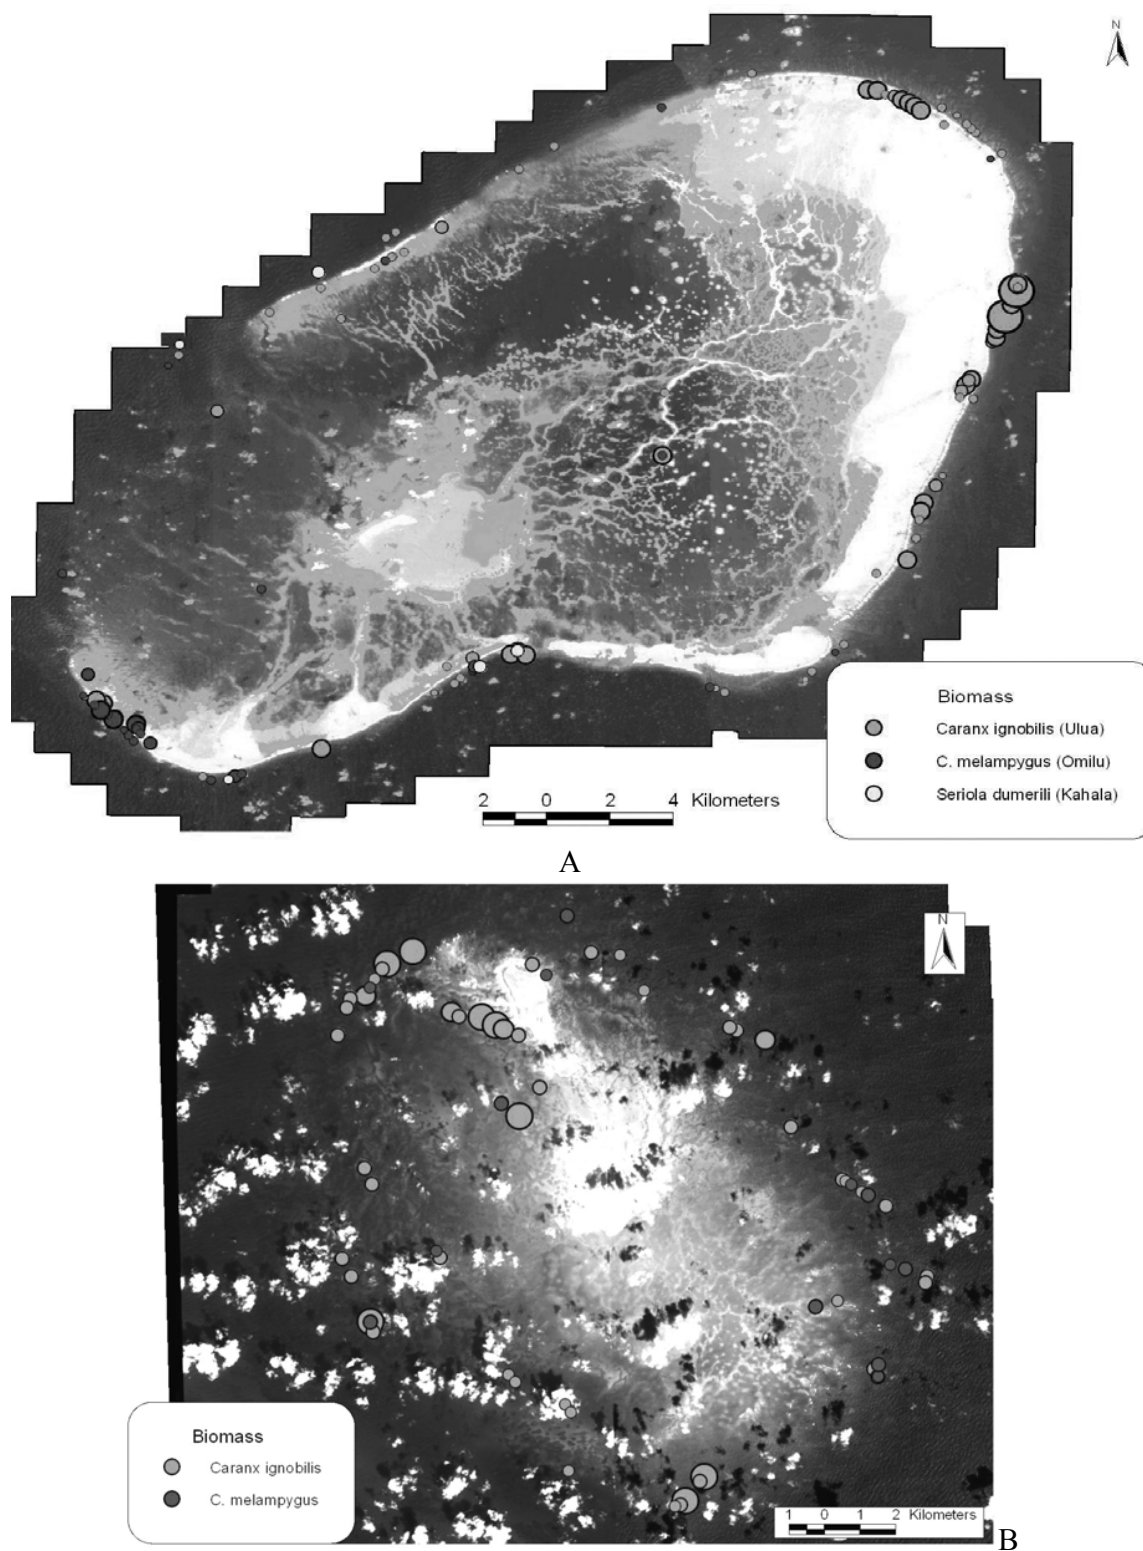 N
Biomass
Caranx ignobilis (Ulua)
C. melampygus (Omilu)
Seriola dumerili (Kahala)
2 0 2 4 Kilometers
A
N
Biomass
Caranx ignobilis
C. melampygus
1 0 1 2 Kilometers
B